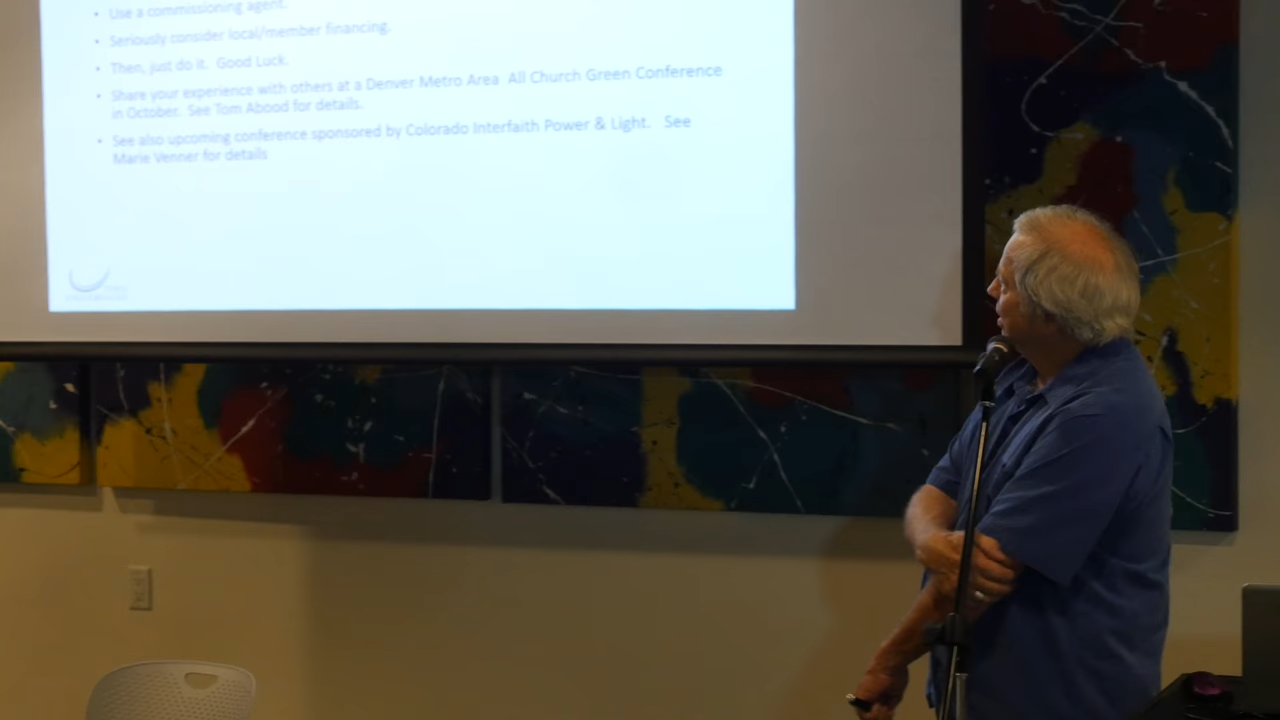 • Use a commissioning agent.
• Seriously consider local/member financing.
• Then, just do it. Good Luck.
• Share your experience with others at a Denver Metro Area All Church Green Conference
in October. See Tom Abood for details.
• See also upcoming conference sponsored by Colorado Interfaith Power & Light. See
Marie Venner for details